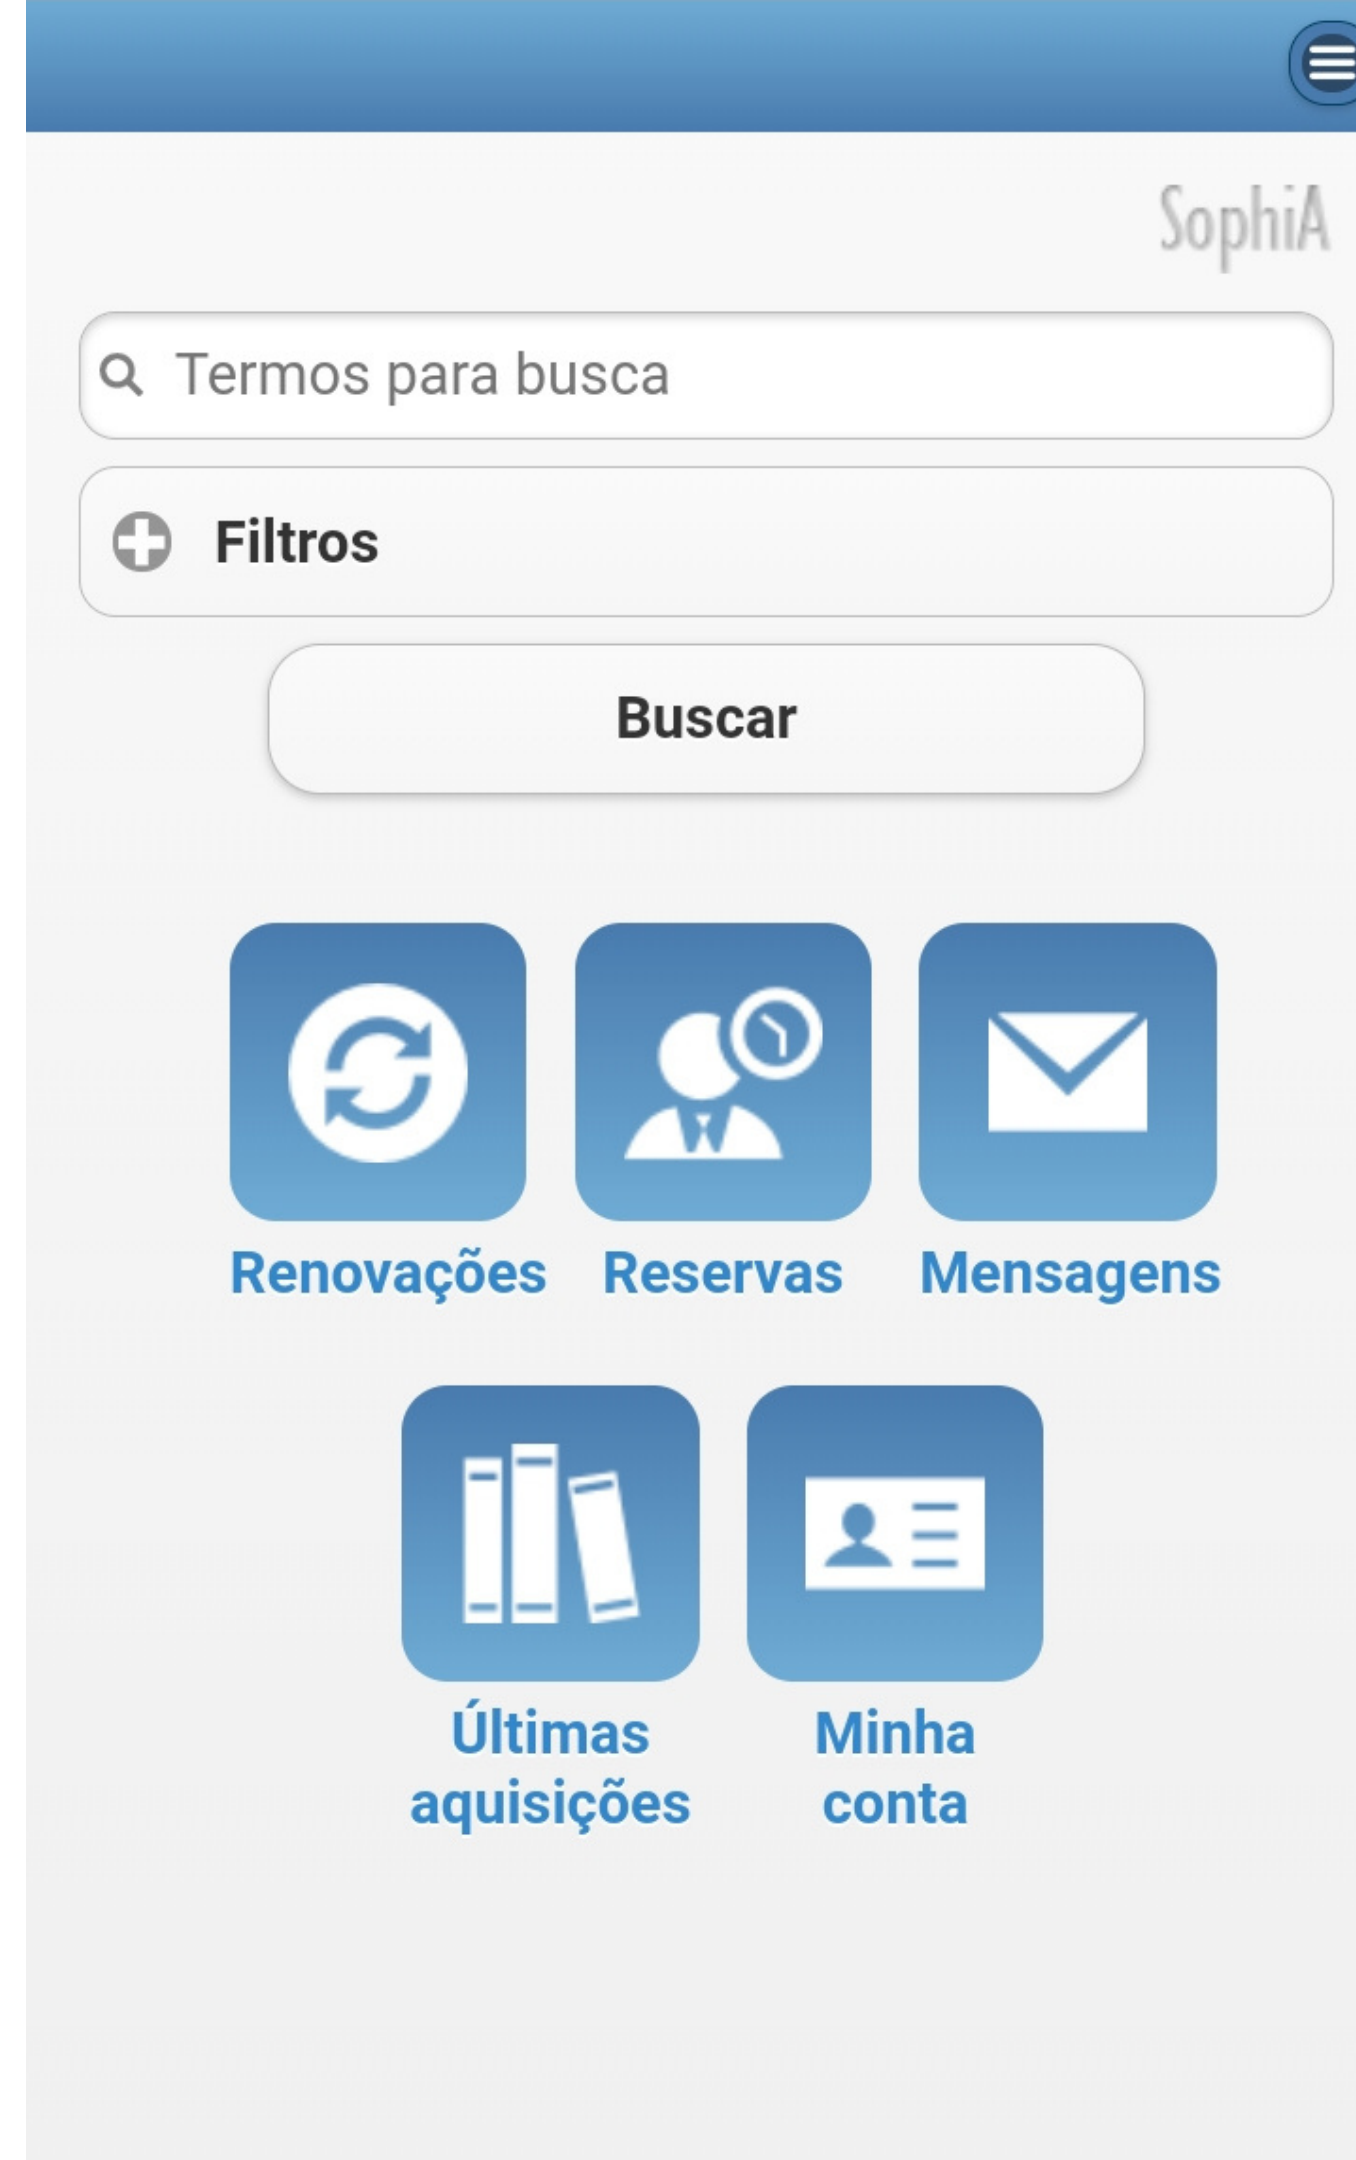 SophiA
Termos para busca
Filtros
Buscar
Renovações Reservas Mensagens
Últimas aquisições
Minha conta